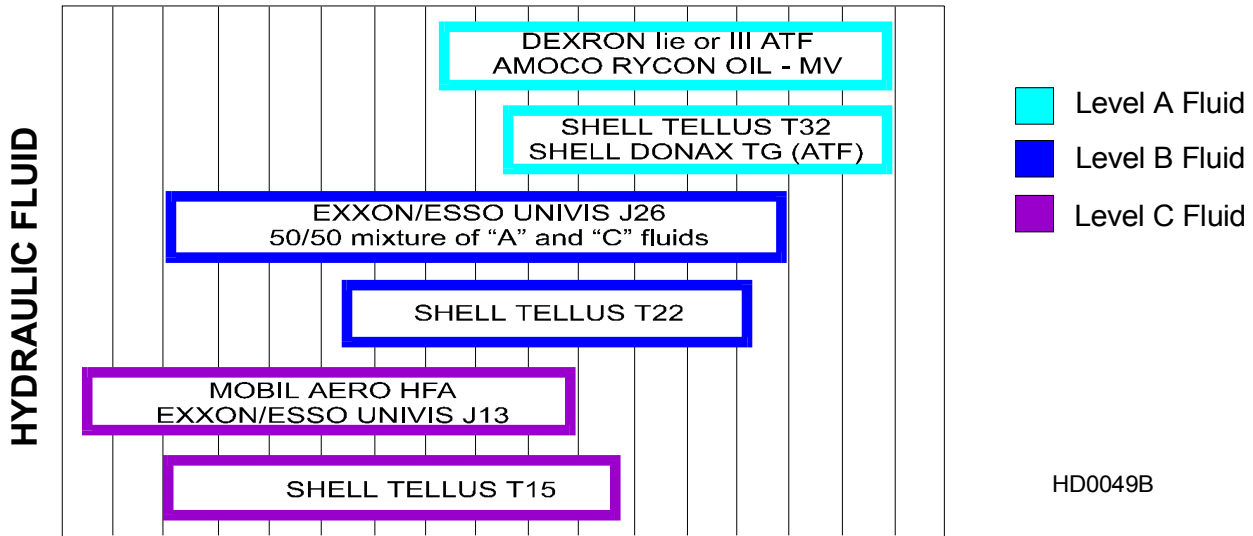 HYDRAULIC FLUID
DEXRON Iie or III ATF
AMOCO RYCON OIL - MV
SHELL TELLUS T32
SHELL DONAX TG (ATF)
EXXON/ESSO UNIVIS J26
50/50 mixture of “A” and “C” fluids
SHELL TELLUS T22
MOBIL AERO HFA
EXXON/ESSO UNIVIS J13
SHELL TELLUS T15
Level A Fluid
Level B Fluid
Level C Fluid
HD0049B